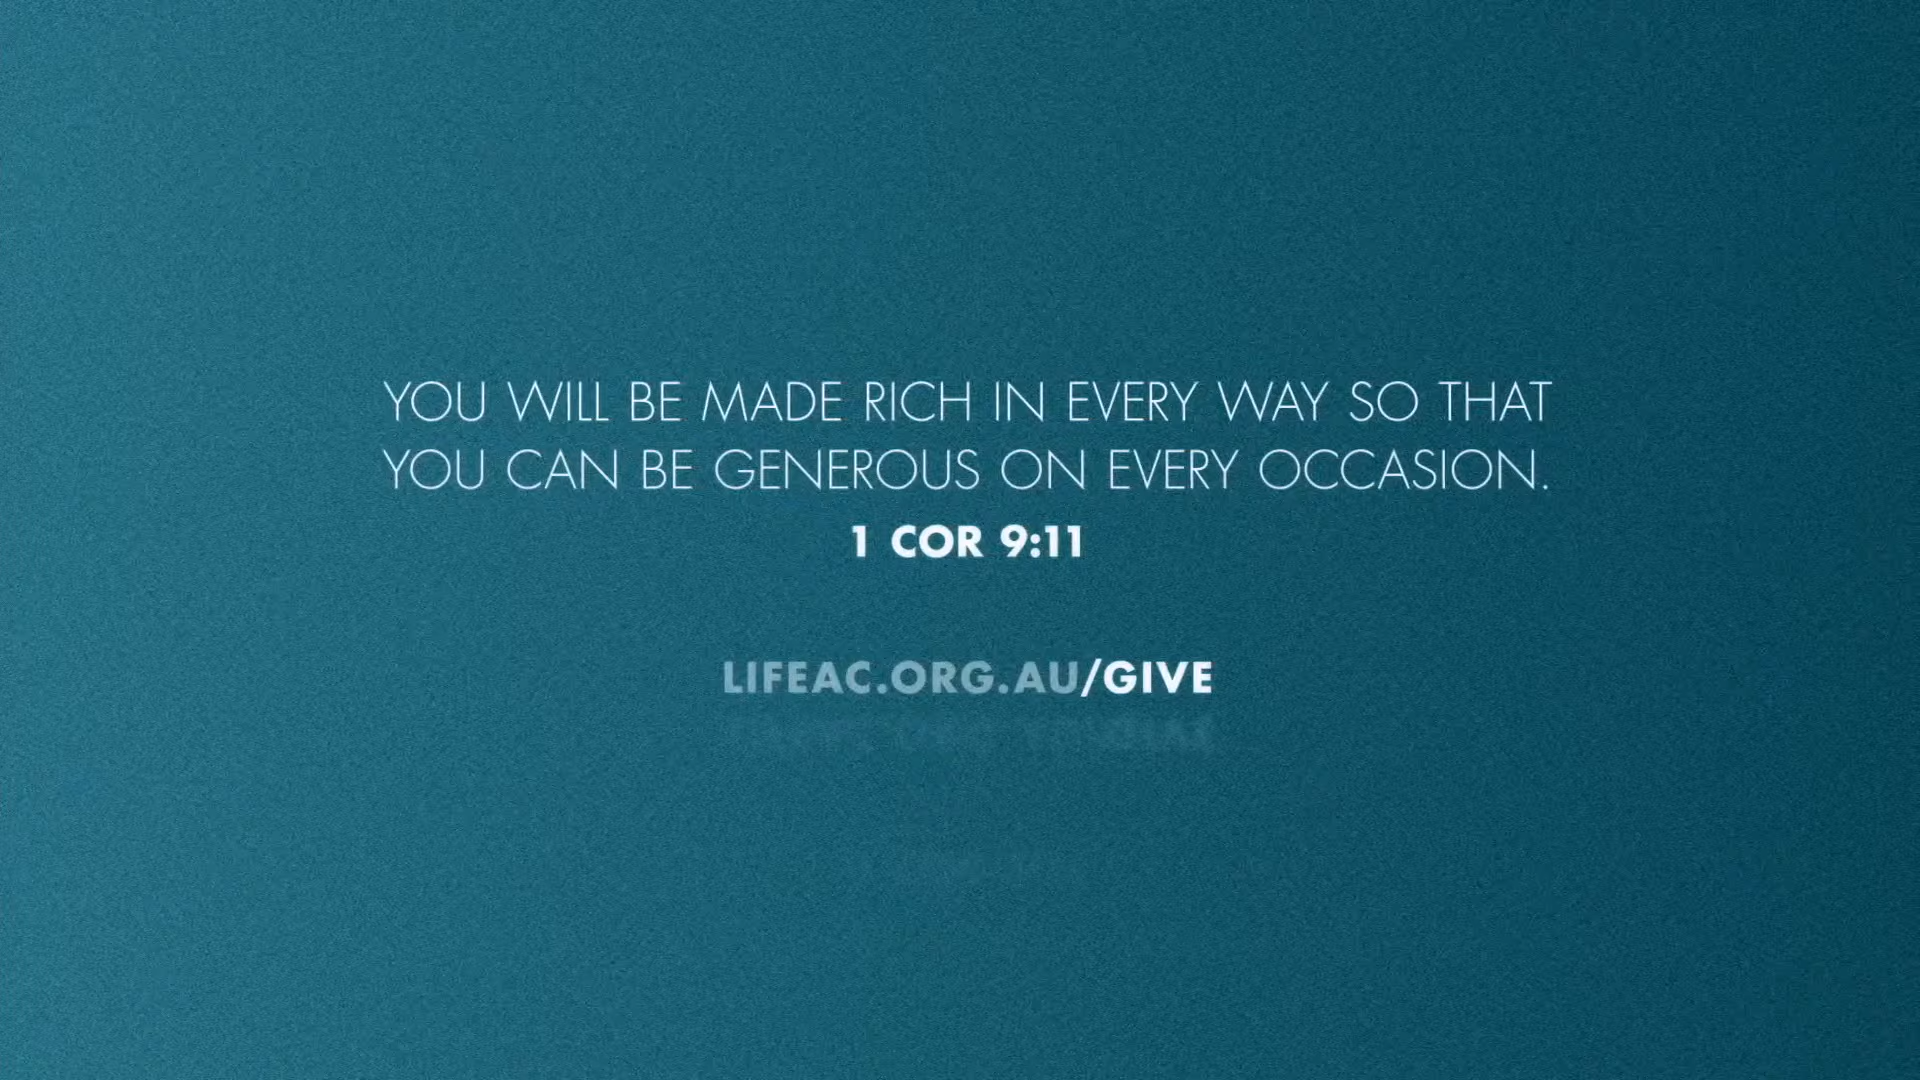 YOU WILL BE MADE RICH IN EVERY WAY SO THAT
YOU CAN BE GENEROUS ON EVERY OCCASION.
1 COR 9:11
LIFEAC.ORG.AU/GIVE